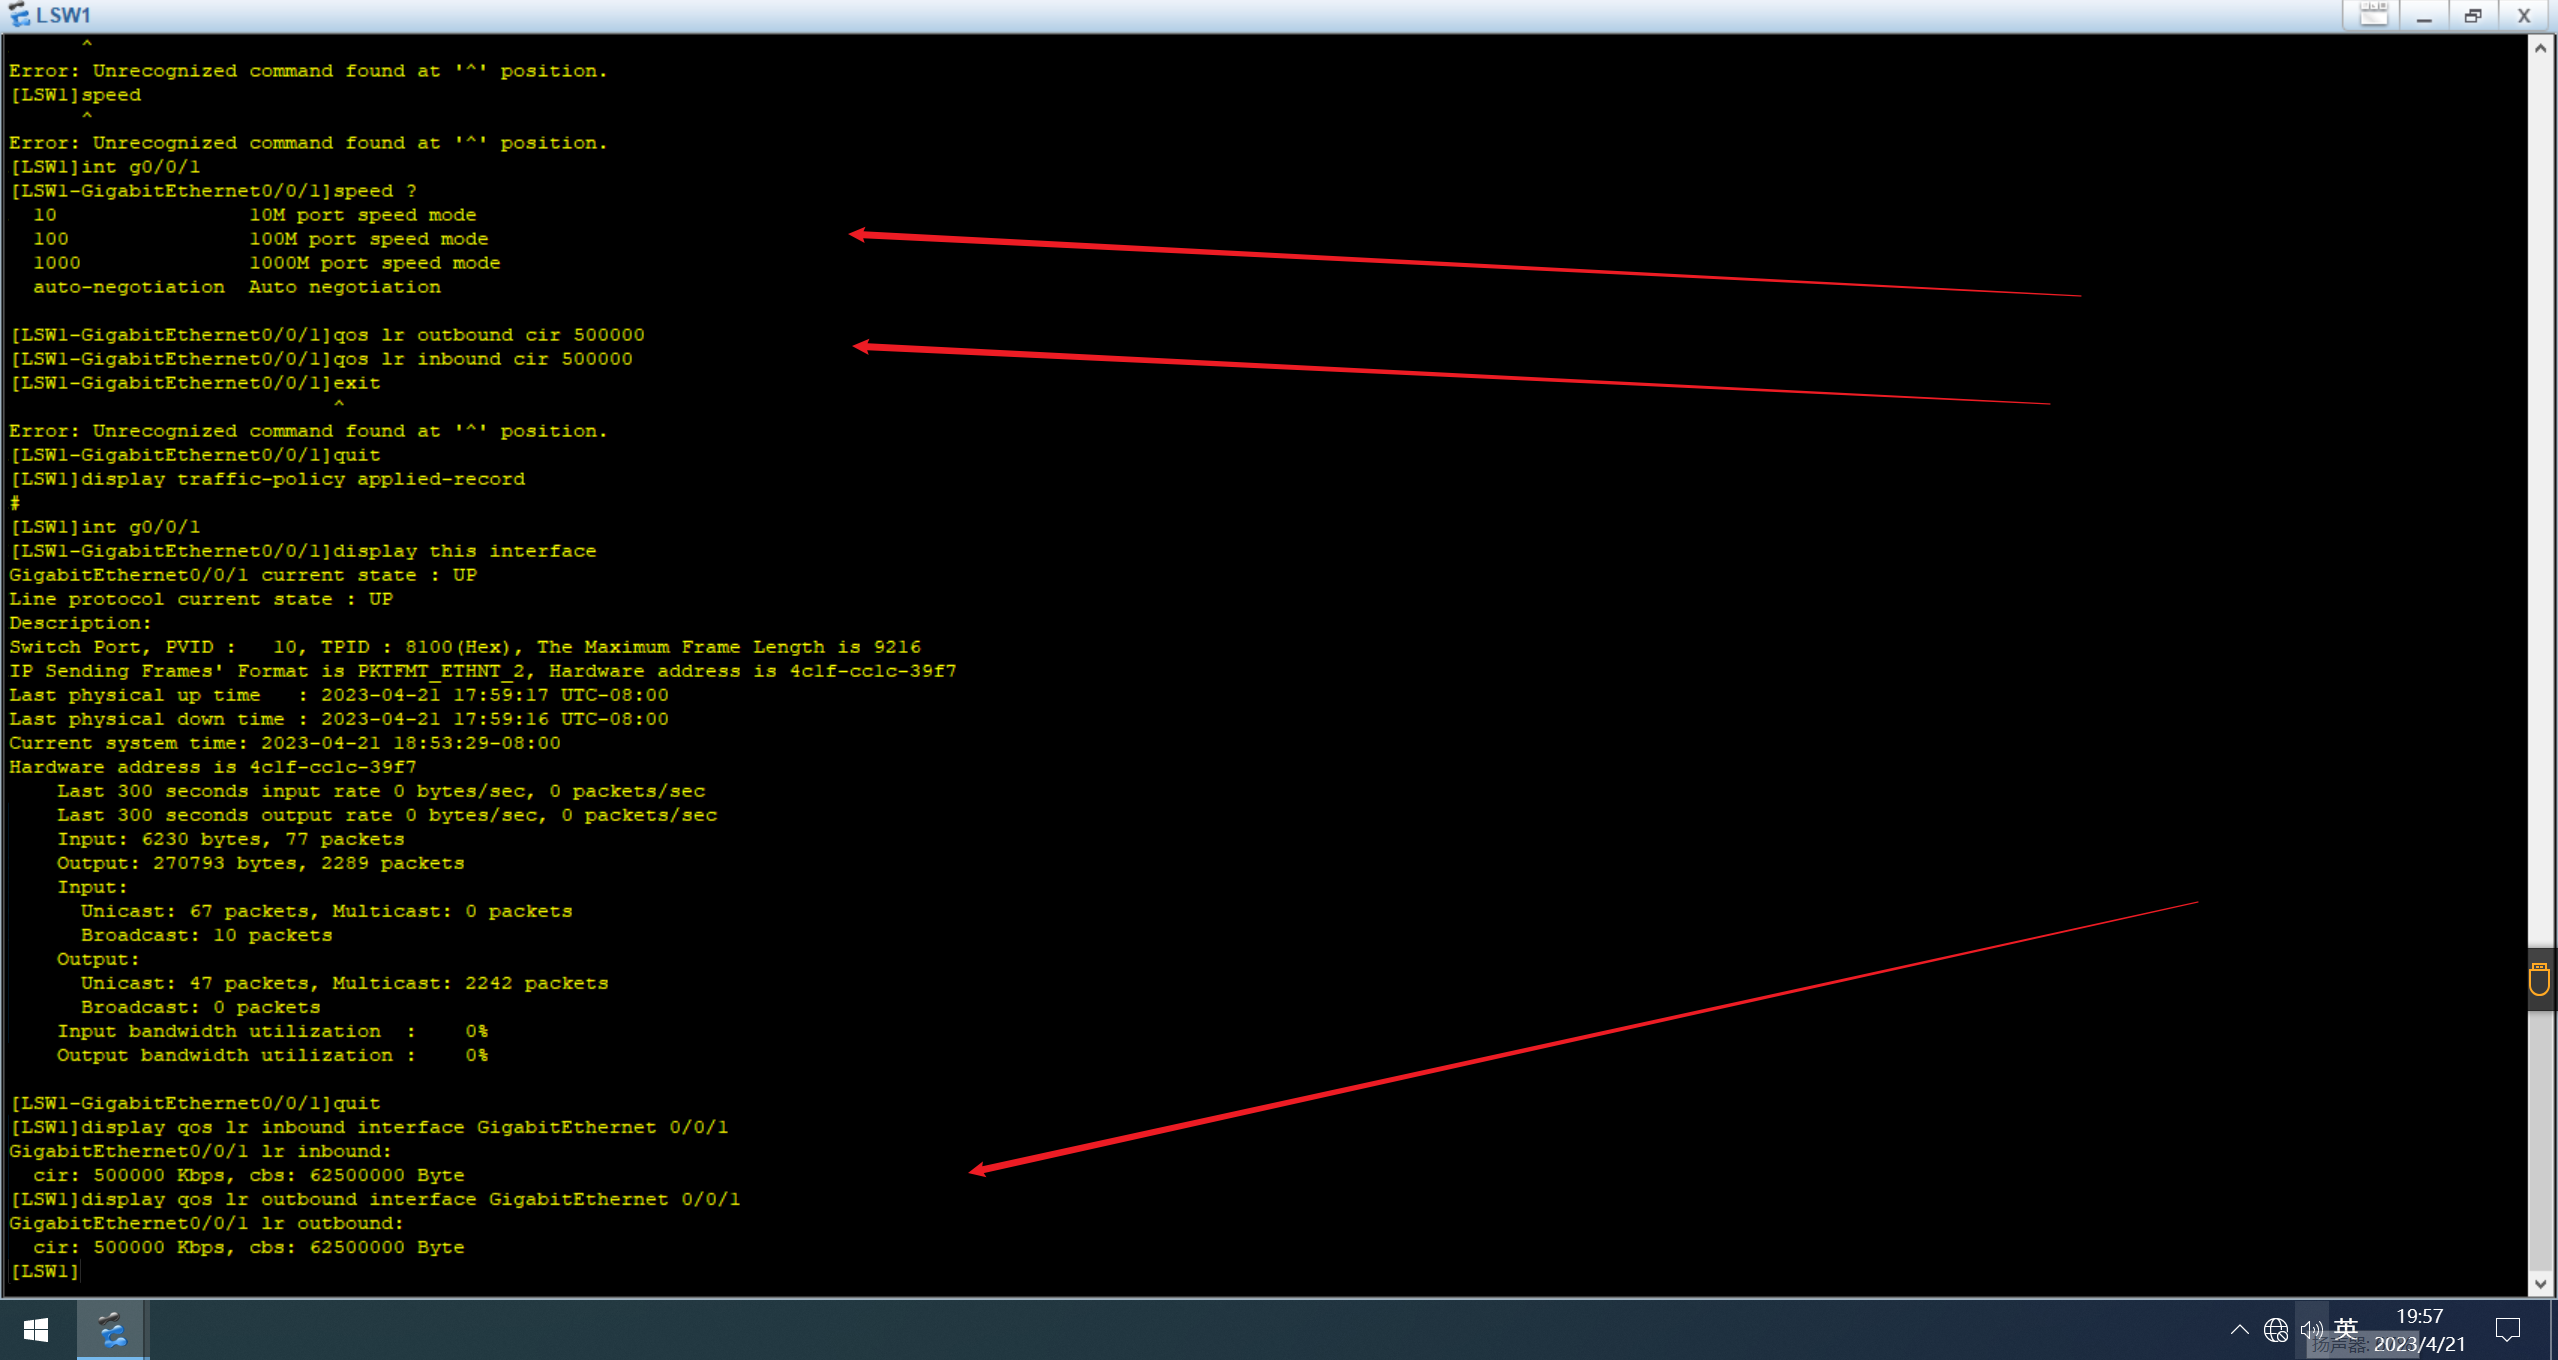 LSW1
^
Error: Unrecognized command found at '^' position.
[LSW1]speed
^
Error: Unrecognized command found at '^' position.
[LSW1]int g0/0/1
[LSW1-GigabitEthernet0/0/1]speed ?
10 10M port speed mode
100 100M port speed mode
1000 1000M port speed mode
auto-negotiation Auto negotiation
[LSW1-GigabitEthernet0/0/1]qos lr outbound cir 500000
[LSW1-GigabitEthernet0/0/1]qos lr inbound cir 500000
[LSW1-GigabitEthernet0/0/1]exit
^
Error: Unrecognized command found at '^' position.
[LSW1-GigabitEthernet0/0/1]quit
[LSW1]display traffic-policy applied-record
#
[LSW1]int g0/0/1
[LSW1-GigabitEthernet0/0/1]display this interface
GigabitEthernet0/0/1 current state : UP
Line protocol current state : UP
Description:
Switch Port, PVID : 10, TPID : 8100(Hex), The Maximum Frame Length is 9216
IP Sending Frames' Format is PKTFMT_ETHNT_2, Hardware address is 4c1f-cc1c-39f7
Last physical up time : 2023-04-21 17:59:17 UTC-08:00
Last physical down time : 2023-04-21 17:59:16 UTC-08:00
Current system time: 2023-04-21 18:53:29-08:00
Hardware address is 4c1f-cc1c-39f7
Last 300 seconds input rate 0 bytes/sec, 0 packets/sec
Last 300 seconds output rate 0 bytes/sec, 0 packets/sec
Input: 6230 bytes, 77 packets
Output: 270793 bytes, 2289 packets
Input:
Unicast: 67 packets, Multicast: 0 packets
Broadcast: 10 packets
Output:
Unicast: 47 packets, Multicast: 2242 packets
Broadcast: 0 packets
Input bandwidth utilization : 0%
Output bandwidth utilization : 0%
[LSW1-GigabitEthernet0/0/1]quit
[LSW1]display qos lr inbound interface GigabitEthernet 0/0/1
GigabitEthernet0/0/1 lr inbound:
cir: 500000 Kbps, cbs: 62500000 Byte
[LSW1]display qos lr outbound interface GigabitEthernet 0/0/1
GigabitEthernet0/0/1 lr outbound:
cir: 500000 Kbps, cbs: 62500000 Byte
[LSW1]
英
19:57
扬声器:
2023/4/21